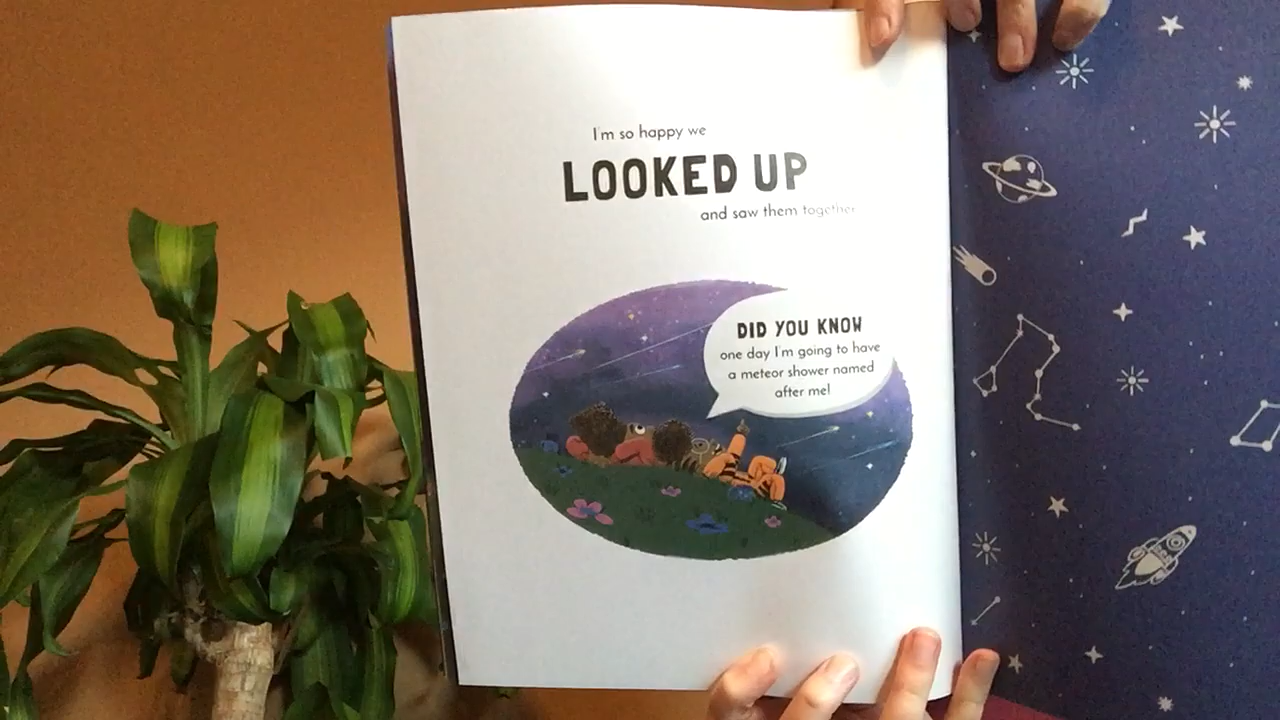 I'm so happy we
LOOKED UP
and saw them together
DID YOU KNOW
one day I'm going to have
a meteor shower named
after me!